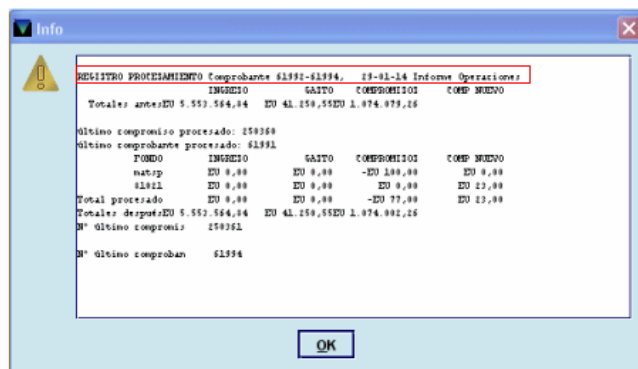 Info
REGISTRO PROCESAMIENTO Comprobante 61992-61994, 29-01-14 Informe Operaciones
INGRESO GASTO COMPROMISOS COMP NUEVO
Totales antesEU 5.553.564,04 EU 41.250,55EU 1.074.079,26
último compromiso procesado: 250360
último comprobante procesado: 61991
FONDO INGRESO GASTO COMPROMISOS COMP NUEVO
matsp EU 0,00 EU 0,00 -EU 100,00 EU 0,00
EU 0,00 EU 0,00 EU 0,00 EU 23,00
Total procesado EU 0,00 EU 0,00 -EU 77,00 EU 23,00
Totales despuésEU 5.553.564,04 EU 41.250,55EU 1.074.002,26
N° último compromis 250361
N° último comproban 61994
OK